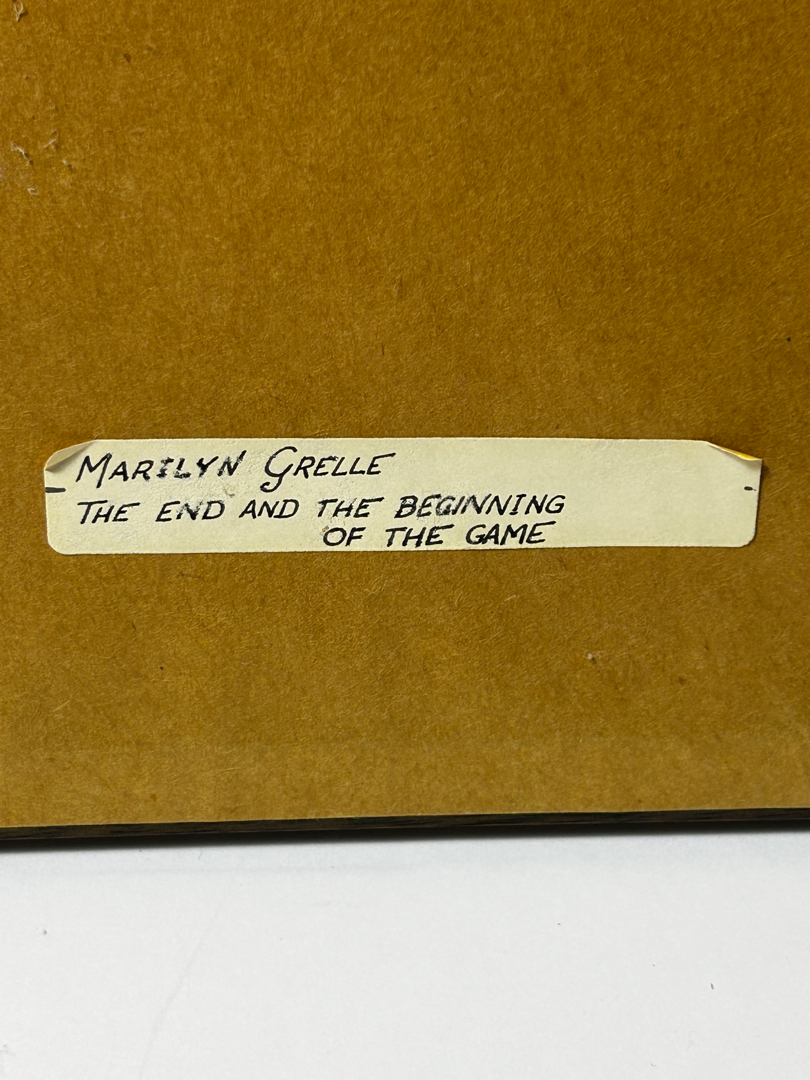 MARILYN GRELLE
THE END AND THE BEGINNING
OF THE GAME